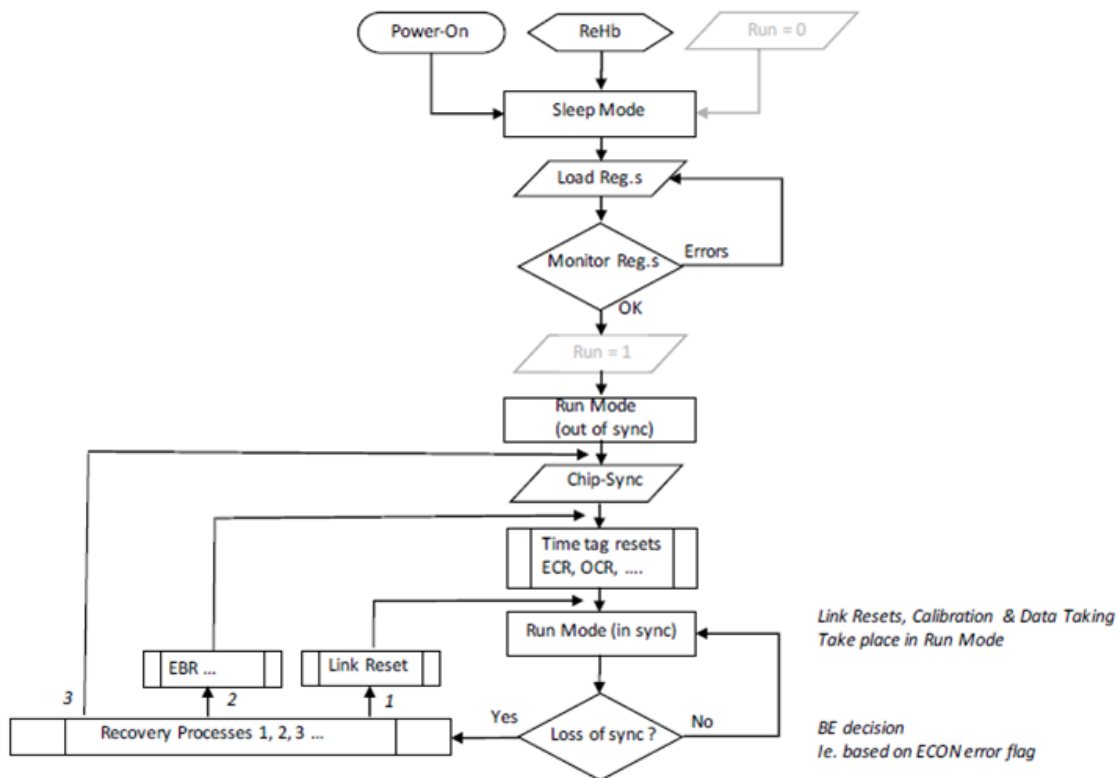 Power-On
ReHb
Run = 0
Sleep Mode
Load Reg.s
Monitor Reg.s
Errors
OK
Run = 1
Run Mode
(out of sync)
Chip-Sync
Time tag resets
ECR, OCR, ....
Run Mode (in sync)
Link Resets, Calibration & Data Taking
Take place in Run Mode
EBR ...
Link Reset
3
2
1
Recovery Processes 1, 2, 3 ...
Yes
Loss of sync ?
No
BE decision
Ie. based on ECON error flag